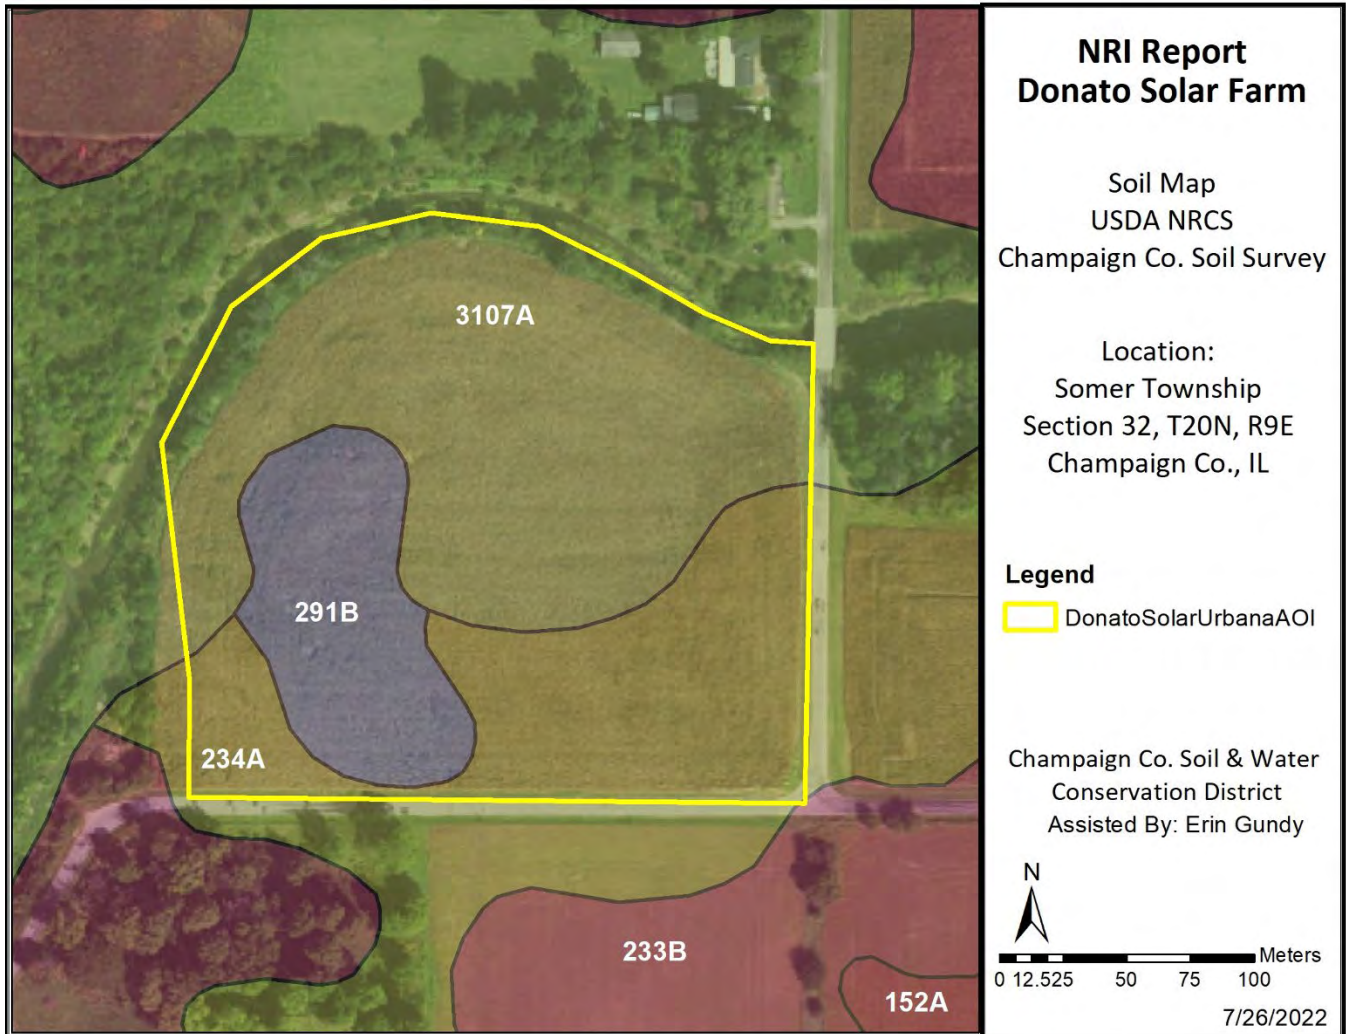 3107A
291B
234A
233B
152A
NRI Report
Donato Solar Farm
Soil Map
USDA NRCS
Champaign Co. Soil Survey
Location:
Somer Township
Section 32, T20N, R9E
Champaign Co., IL
Legend
DonatoSolarUrbanaAOI
Champaign Co. Soil & Water
Conservation District
Assisted By: Erin Gundy
N
Meters
0 12.525 50 75 100
7/26/2022